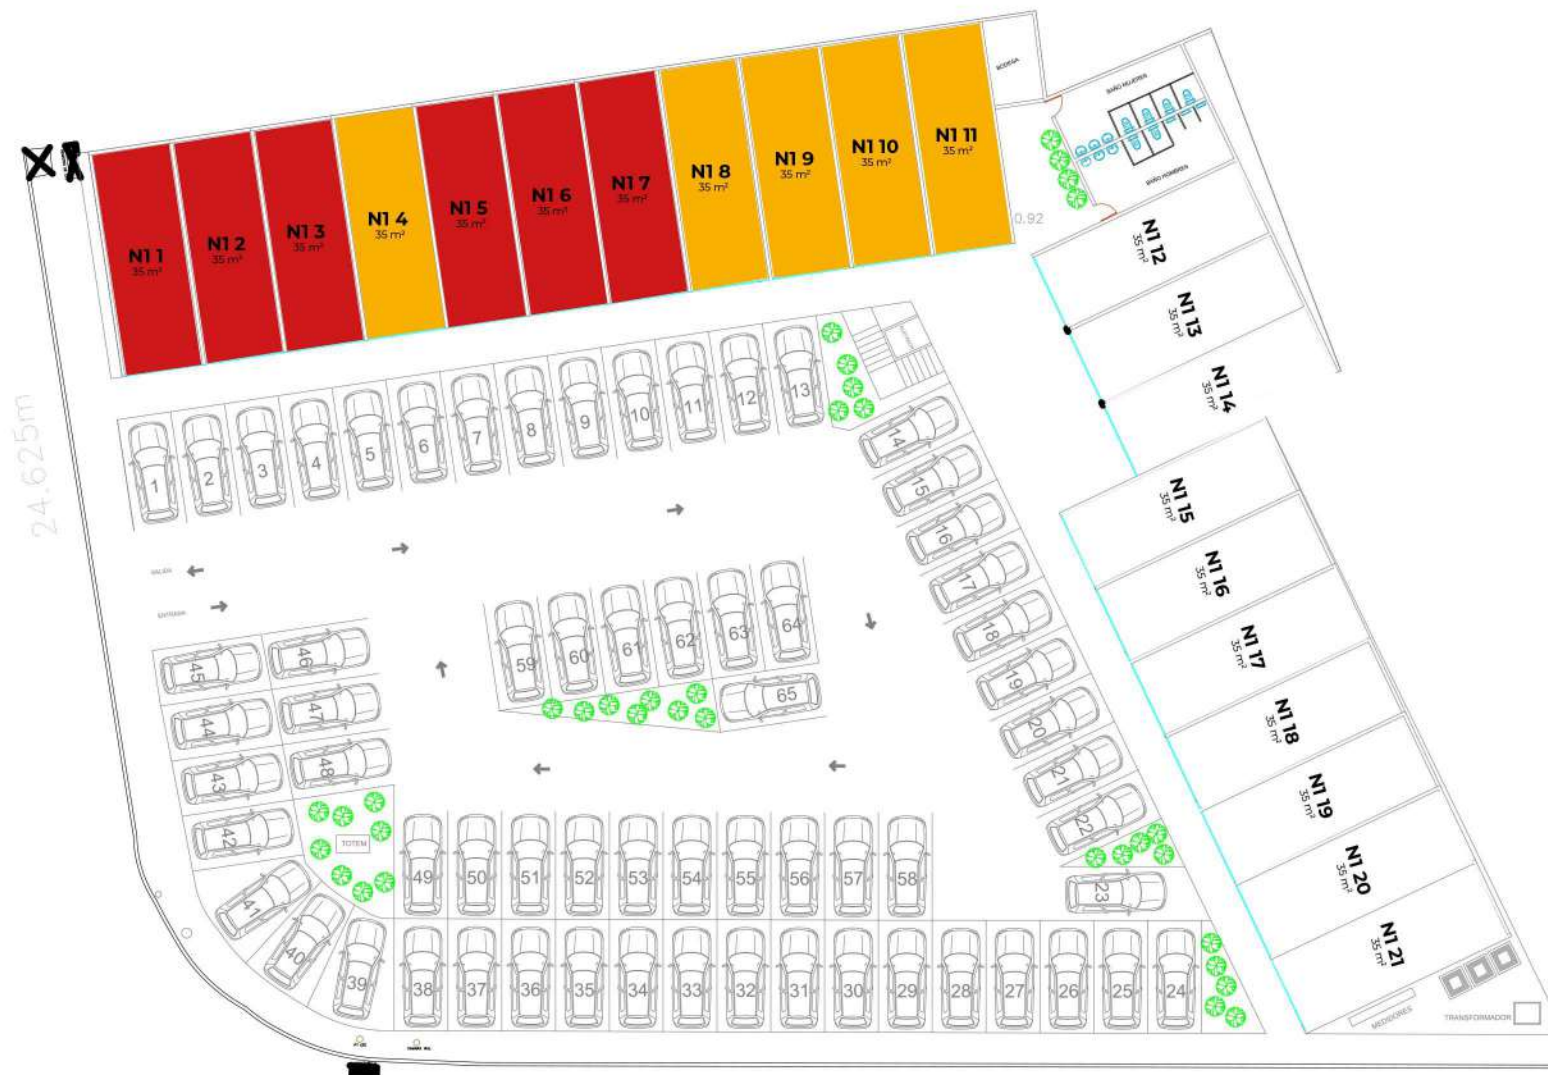 N1 1
35 m²
N1 2
35 m²
N1 3
35 m²
N1 4
35 m²
N1 5
35 m²
N1 6
35 m²
N1 7
35 m²
N1 8
35 m²
N1 9
35 m²
N1 10
35 m²
N1 11
35 m²
BODEGA
BAÑO MUJERES
BAÑO HOMBRES
0.92
N1 12
35 m²
N1 13
35 m²
N1 14
35 m²
N1 15
35 m²
N1 16
35 m²
N1 17
35 m²
N1 18
35 m²
N1 19
35 m²
N1 20
35 m²
N1 21
35 m²
24.625m
1
2
3
4
5
6
7
8
9
10
11
12
13
14
15
16
17
18
19
20
21
22
23
SALIDA
ENTRADA
45
46
44
47
43
48
42
41
40
39
TOTEM
59
60
61
62
63
64
65
49
50
51
52
53
54
55
56
57
58
38
37
36
35
34
33
32
31
30
29
28
27
26
25
24
MEDIDORES
TRANSFORMADOR